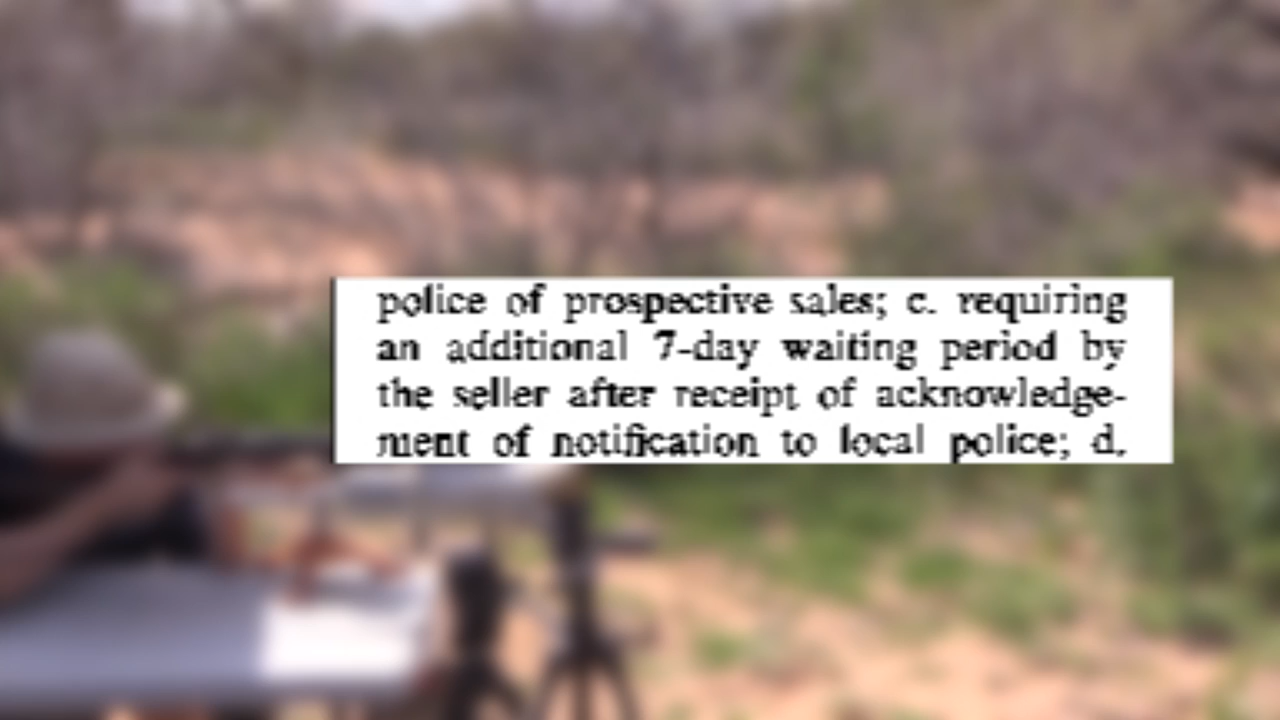 police of prospective sales; c. requiring
an additional 7-day waiting period by
the seller after receipt of acknowledge-
ment of notification to local police; d.